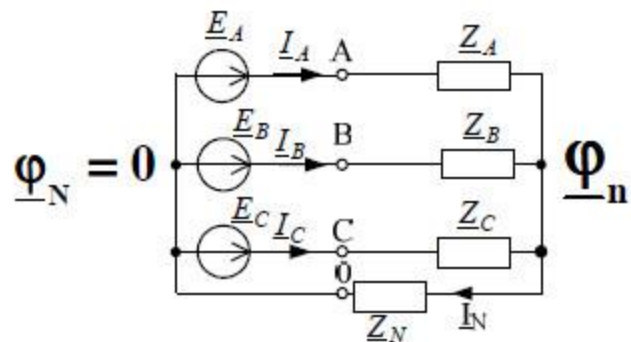 E_A I_A A Z_A
E_B I_B B Z_B
φ_N = 0 φ_n
E_C I_C C Z_C
0
Z_N I_N